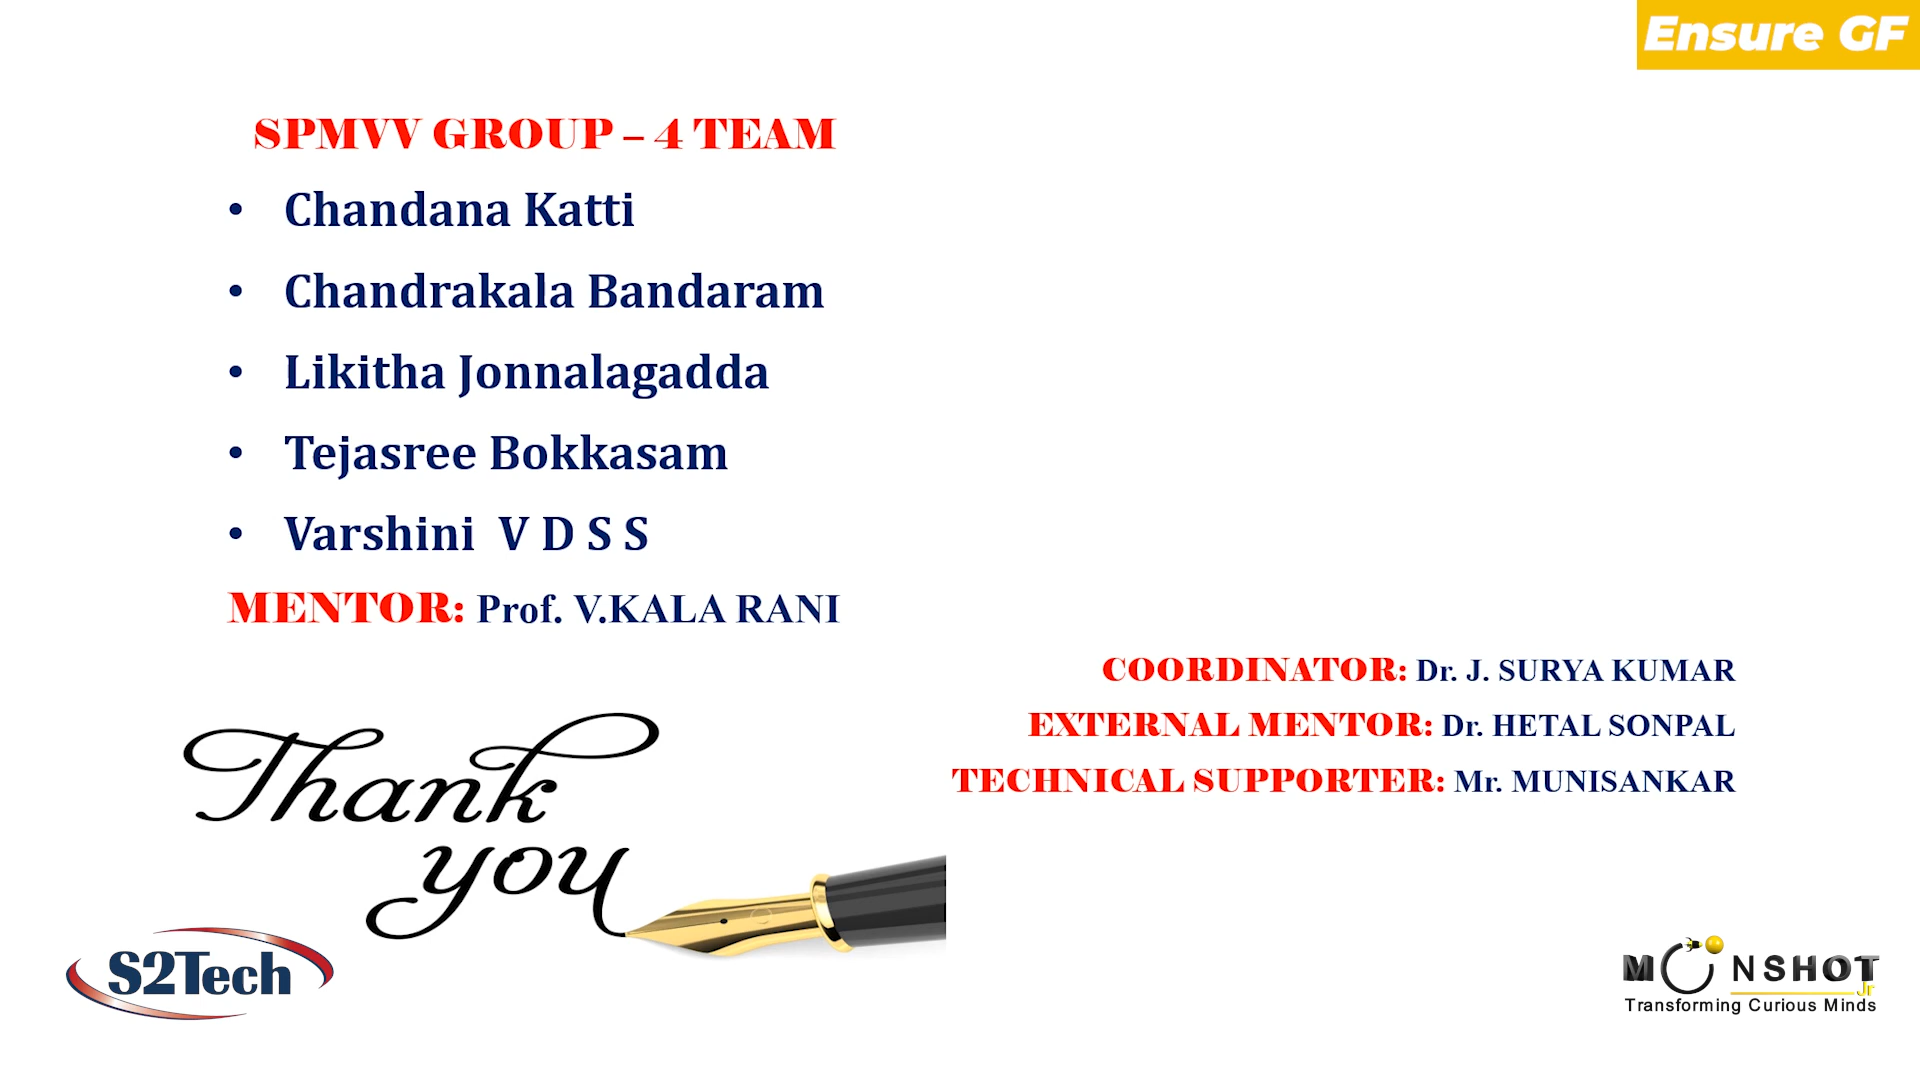 Ensure GF
SPMVV GROUP – 4 TEAM
• Chandana Katti
• Chandrakala Bandaram
• Likitha Jonnalagadda
• Tejasree Bokkasam
• Varshini V D S S
MENTOR: Prof. V.KALA RANI
COORDINATOR: Dr. J. SURYA KUMAR
EXTERNAL MENTOR: Dr. HETAL SONPAL
TECHNICAL SUPPORTER: Mr. MUNISANKAR
Thank
you
S2Tech
MOONSHOT
Jr
Transforming Curious Minds